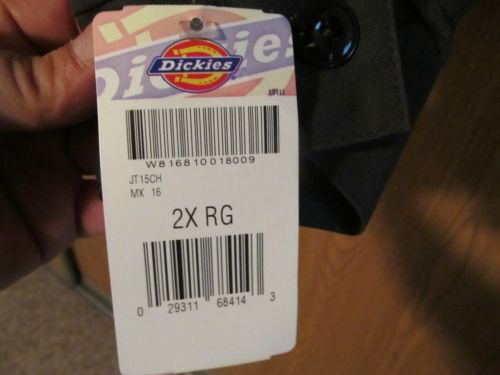 Dickies
W816810018009
JT15CH
MX 16
2X RG
0 29311 68414 3